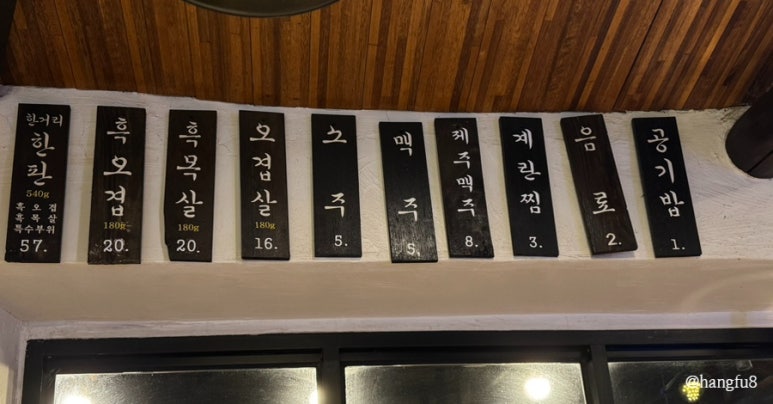 한거리
한판
540g
흑오겹
흑목살
특수부위
57.
흑오겹
180g
20.
흑목살
180g
20.
오겹살
180g
16.
소주
5.
맥주
5.
제주맥주
8.
계란찜
3.
음료
2.
공기밥
1.
@hangfu8